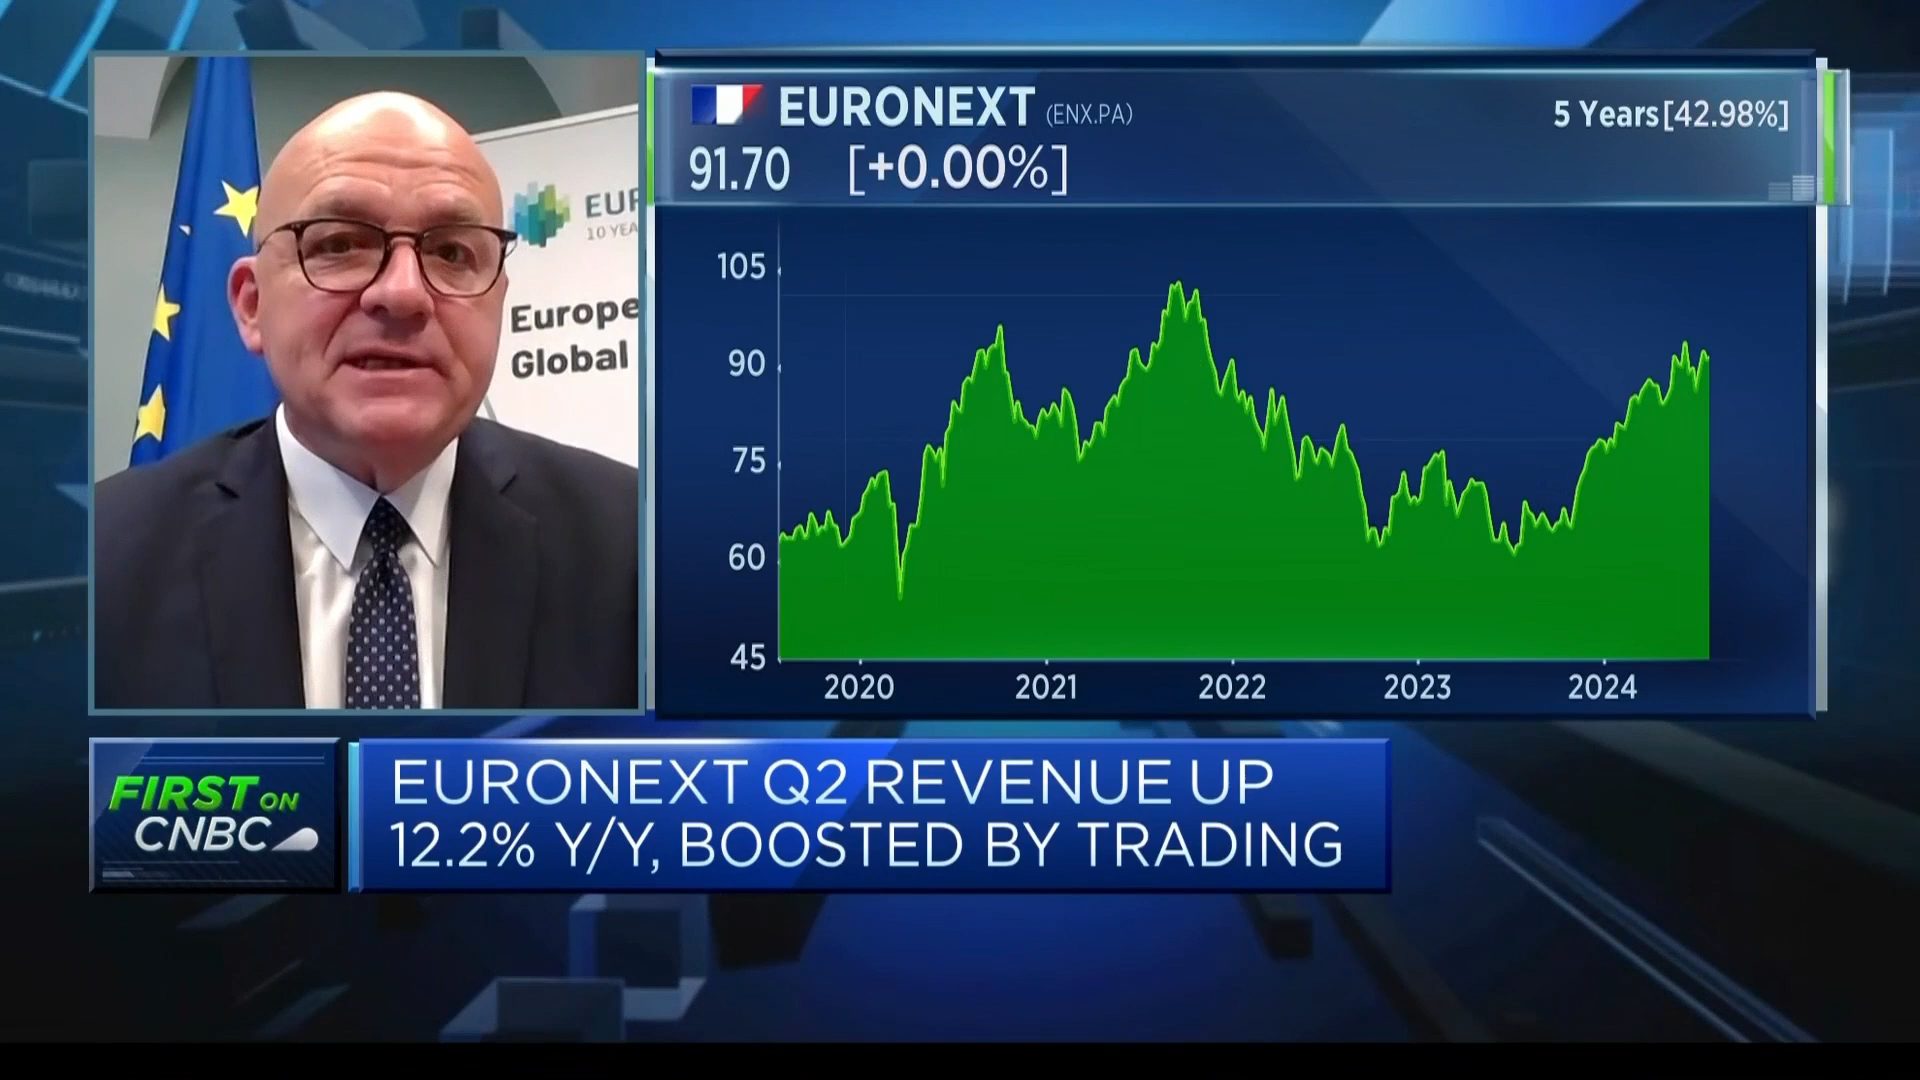 EUR
10 YEA
Europe
Global
EURONEXT (ENX.PA)
5 Years[42.98%]
91.70 [+0.00%]
105
90
75
60
45
2020 2021 2022 2023 2024
FIRST ON
CNBC
EURONEXT Q2 REVENUE UP
12.2% Y/Y, BOOSTED BY TRADING